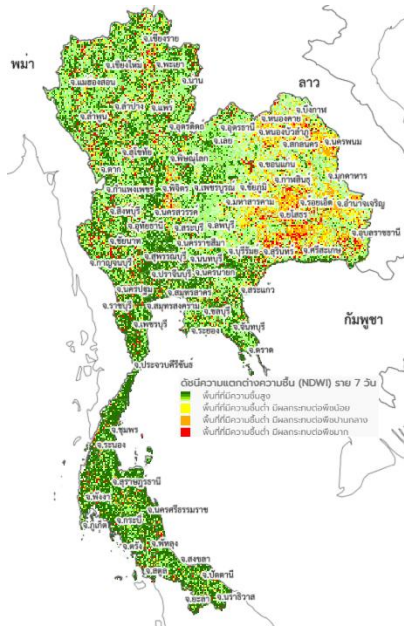 จ.เชียงราย
พม่า
จ.เชียงใหม่
จ.พะเยา
ลาว
จ.แม่ฮ่องสอน
จ.น่าน
จ.ลำปาง
จ.แพร่
จ.บึงกาฬ
จ.ลำพูน
จ.อุตรดิตถ์
จ.อุดรธานี
จ.หนองคาย
จ.หนองบัวลำภู
จ.นครพนม
จ.สุโขทัย
จ.เลย
จ.สกลนคร
จ.พิษณุโลก
จ.ขอนแก่น
จ.ตาก
จ.มุกดาหาร
จ.กำแพงเพชร
จ.พิจิตร
จ.เพชรบูรณ์
จ.ชัยภูมิ
จ.กาฬสินธุ์
จ.สิงห์บุรี
จ.นครสวรรค์
จ.มหาสารคาม
จ.ร้อยเอ็ด
จ.อำนาจเจริญ
จ.อุทัยธานี
จ.สระบุรี
จ.ลพบุรี
จ.ยโสธร
จ.ชัยนาท
จ.นครราชสีมา
จ.อุบลราชธานี
จ.สุพรรณบุรี
จ.นนทบุรี
จ.บุรีรัมย์
จ.สุรินทร์
จ.ศรีสะเกษ
จ.กาญจนบุรี
จ.ปราจีนบุรี
จ.นครนายก
จ.สระแก้ว
จ.นครปฐม
จ.สมุทรสาคร
จ.ราชบุรี
จ.สมุทรสงคราม
จ.ชลบุรี
กัมพูชา
จ.เพชรบุรี
จ.ระยอง
จ.จันทบุรี
จ.ตราด
จ.ประจวบคีรีขันธ์
ดัชนีความแตกต่างความชื้น (NDWI) ราย 7 วัน
พื้นที่ที่มีความชื้นสูง
พื้นที่ที่มีความชื้นต่ำ มีผลกระทบต่อพืชน้อย
พื้นที่ที่มีความชื้นต่ำ มีผลกระทบต่อพืชปานกลาง
พื้นที่ที่มีความชื้นต่ำ มีผลกระทบต่อพืชมาก
จ.ชุมพร
จ.ระนอง
จ.สุราษฎร์ธานี
จ.พังงา
จ.นครศรีธรรมราช
จ.ภูเก็ต
จ.กระบี่
จ.ตรัง
จ.พัทลุง
จ.สงขลา
จ.สตูล
จ.ปัตตานี
จ.ยะลา
จ.นราธิวาส